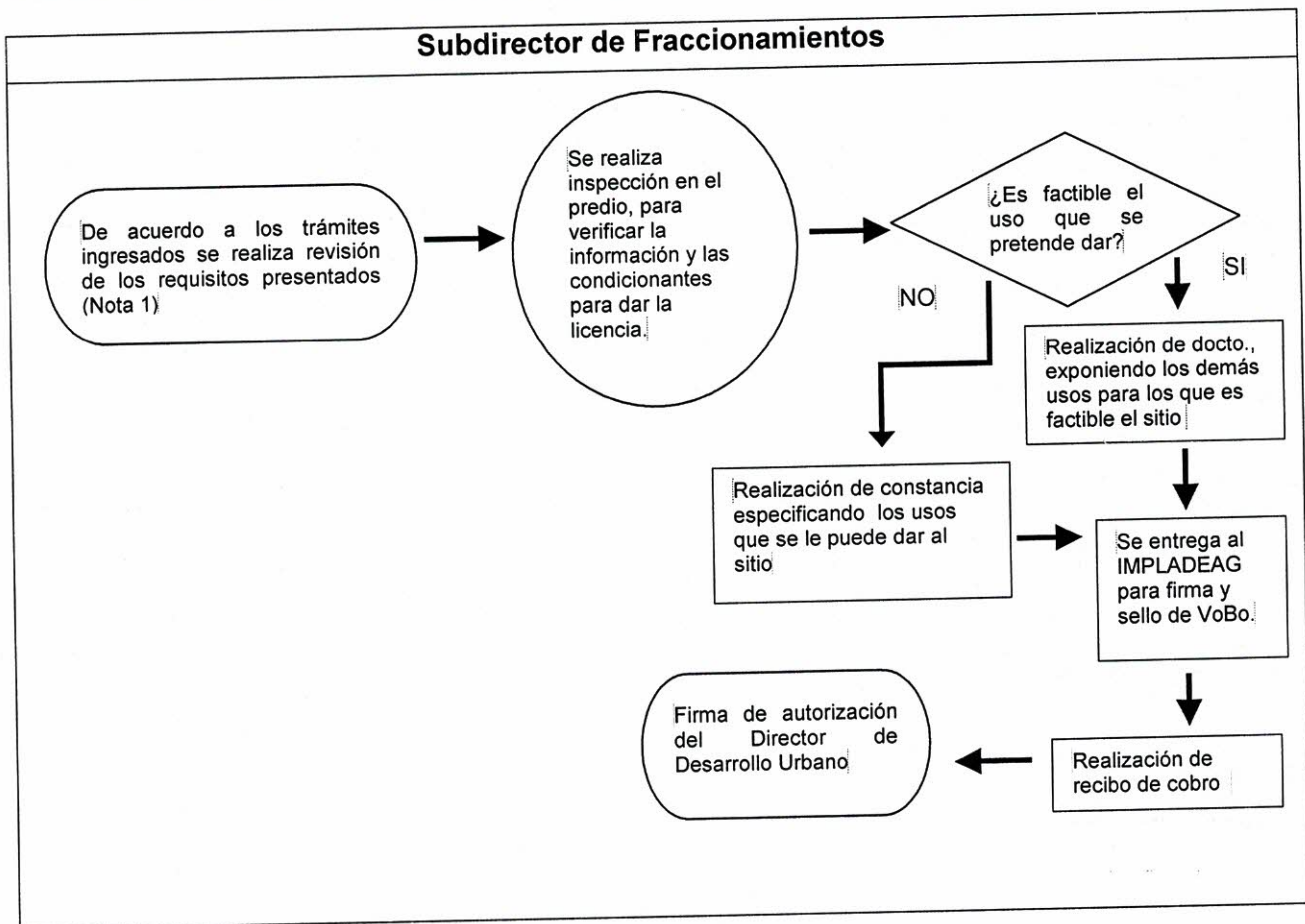 Subdirector de Fraccionamientos
De acuerdo a los trámites
ingresados se realiza revisión
de los requisitos presentados
(Nota 1)
Se realiza
inspección en el
predio, para
verificar la
información y las
condicionantes
para dar la
licencia.
¿Es factible el
uso que se
pretende dar?
SI
NO
Realización de docto.,
exponiendo los demás
usos para los que es
factible el sitio
Realización de constancia
especificando los usos
que se le puede dar al
sitio
Se entrega al
IMPLADEAG
para firma y
sello de VoBo.
Realización de
recibo de cobro
Firma de autorización
del Director de
Desarrollo Urbano